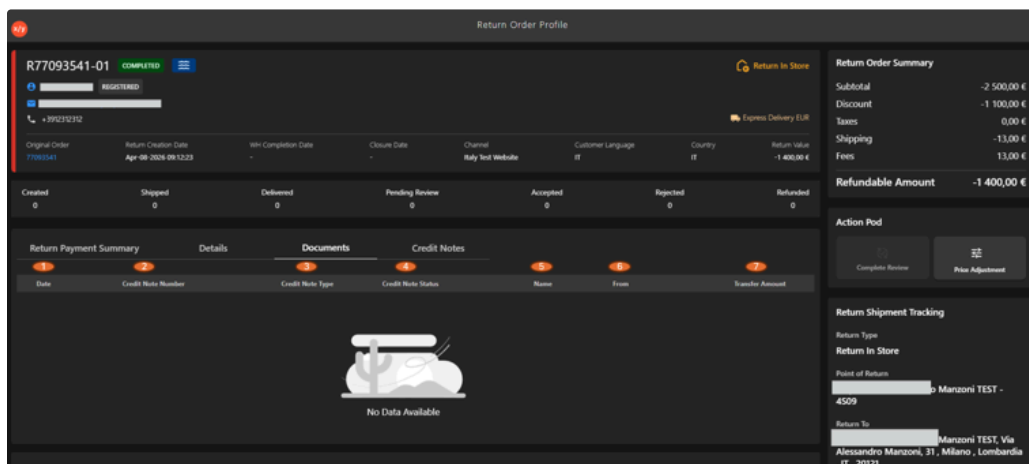 x/y
Return Order Profile
R77093541-01 COMPLETED
Return In Store
REGISTERED
+3912312312
Express Delivery EUR
Original Order Return Creation Date WH Completion Date Closure Date Channel Customer Language Country Return Value
77093541 Apr-08-2026 09:12:23 - - Italy Test Website IT IT -1 400,00 €
Created Shipped Delivered Pending Review Accepted Rejected Refunded
0 0 0 0 0 0 0
Return Payment Summary Details Documents Credit Notes
1 2 3 4 5 6 7
Date Credit Note Number Credit Note Type Credit Note Status Name From Transfer Amount
No Data Available
Return Order Summary
Subtotal -2 500,00 €
Discount -1 100,00 €
Taxes 0,00 €
Shipping -13,00 €
Fees 13,00 €
Refundable Amount -1 400,00 €
Action Pod
Complete Review Price Adjustment
Return Shipment Tracking
Return Type
Return In Store
Point of Return
o Manzoni TEST -
4509
Return To
Manzoni TEST, Via
Alessandro Manzoni, 31 , Milano , Lombardia
, IT , 20121